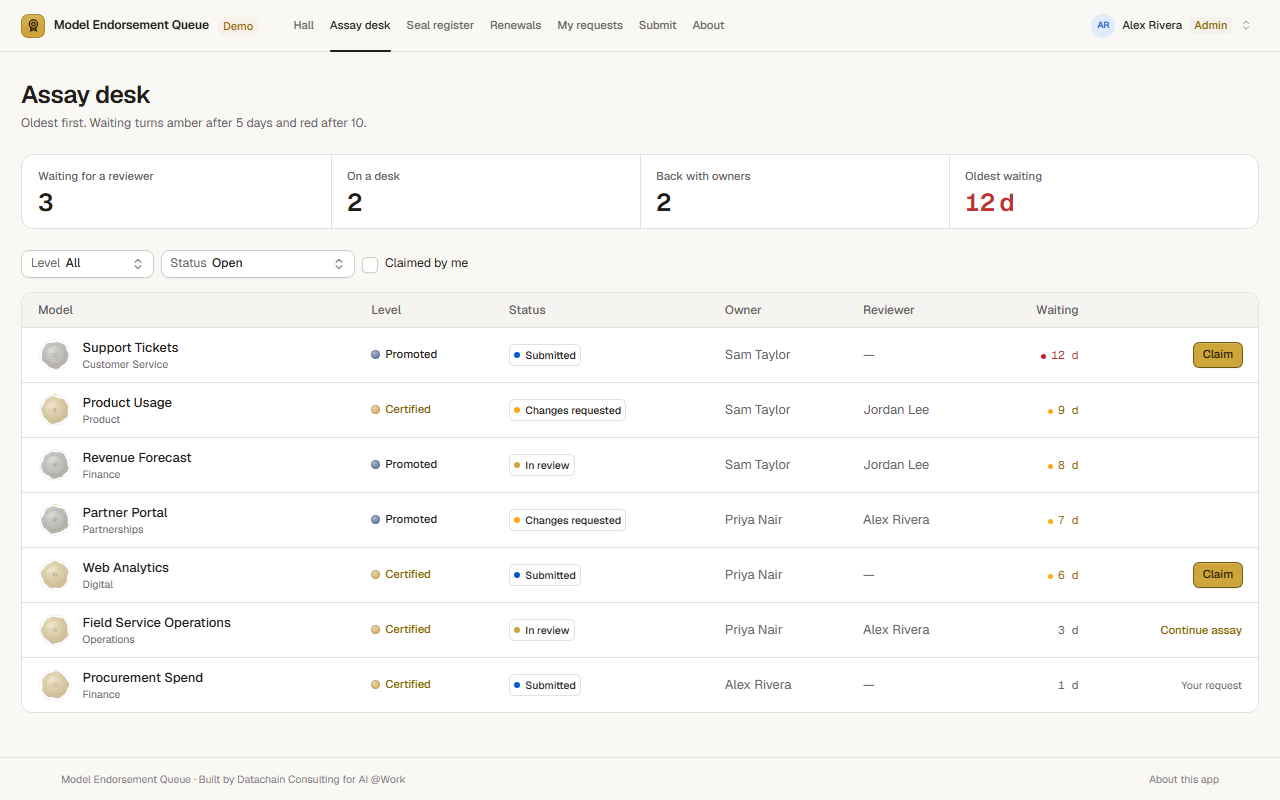 Model Endorsement Queue Demo Hall Assay desk Seal register Renewals My requests Submit About AR Alex Rivera Admin
Assay desk
Oldest first. Waiting turns amber after 5 days and red after 10.
Waiting for a reviewer On a desk Back with owners Oldest waiting
3 2 2 12 d
Level All Status Open Claimed by me
Model Level Status Owner Reviewer Waiting
Support Tickets
Customer Service
Promoted Submitted Sam Taylor — 12 d Claim
Product Usage
Product
Certified Changes requested Sam Taylor Jordan Lee 9 d
Revenue Forecast
Finance
Promoted In review Sam Taylor Jordan Lee 8 d
Partner Portal
Partnerships
Promoted Changes requested Priya Nair Alex Rivera 7 d
Web Analytics
Digital
Certified Submitted Priya Nair — 6 d Claim
Field Service Operations
Operations
Certified In review Priya Nair Alex Rivera 3 d Continue assay
Procurement Spend
Finance
Certified Submitted Alex Rivera — 1 d Your request
Model Endorsement Queue · Built by Datachain Consulting for AI @Work About this app